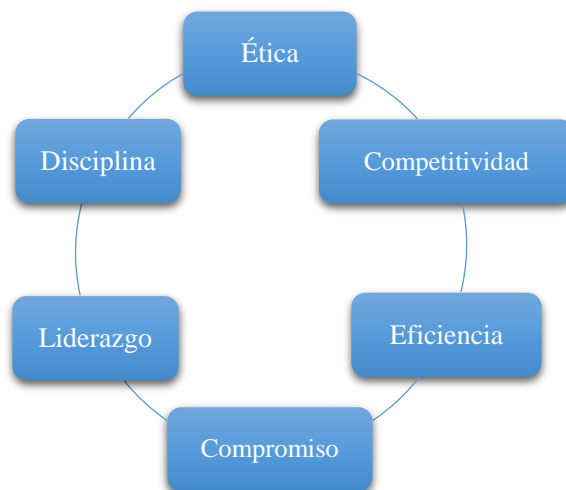 Ética
Competitividad
Eficiencia
Compromiso
Liderazgo
Disciplina